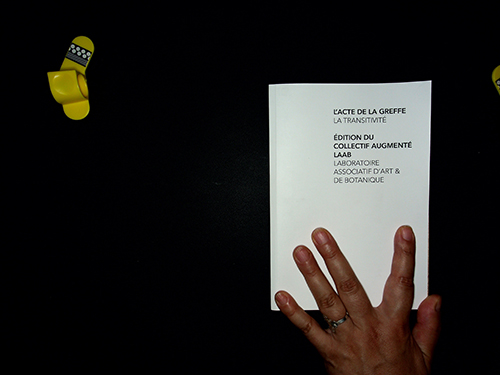 L'ACTE DE LA GREFFE
LA TRANSITIVITÉ
ÉDITION DU
COLLECTIF AUGMENTÉ
LAAB
LABORATOIRE
ASSOCIATIF D'ART &
DE BOTANIQUE